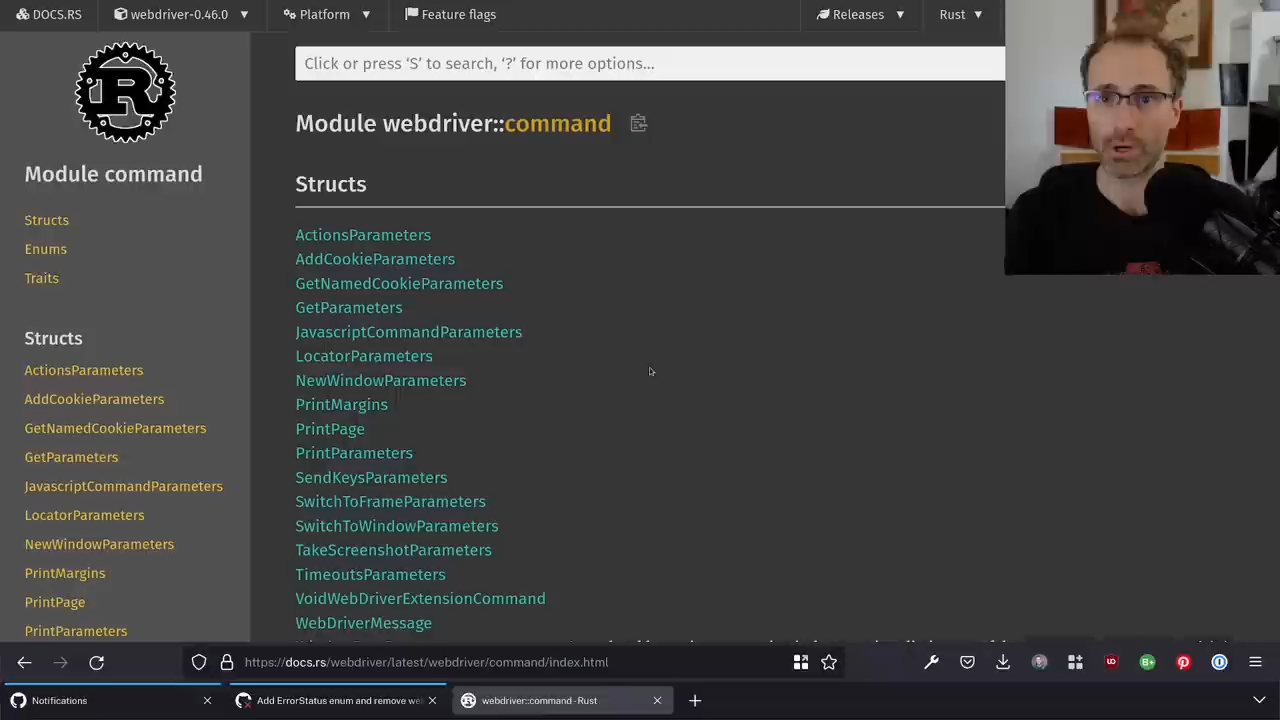 DOCS.RS
webdriver-0.46.0
Platform
Feature flags
Releases
Rust
Click or press ‘S’ to search, ‘?’ for more options…
Module webdriver::command
Module command
Structs
Enums
Traits
Structs
ActionsParameters
AddCookieParameters
GetNamedCookieParameters
GetParameters
JavascriptCommandParameters
LocatorParameters
NewWindowParameters
PrintMargins
PrintPage
PrintParameters
Structs
ActionsParameters
AddCookieParameters
GetNamedCookieParameters
GetParameters
JavascriptCommandParameters
LocatorParameters
NewWindowParameters
PrintMargins
PrintPage
PrintParameters
SendKeysParameters
SwitchToFrameParameters
SwitchToWindowParameters
TakeScreenshotParameters
TimeoutsParameters
VoidWebDriverExtensionCommand
WebDriverMessage
https://docs.rs/webdriver/latest/webdriver/command/index.html
Notifications
Add ErrorStatus enum and remove we
webdriver::command - Rust